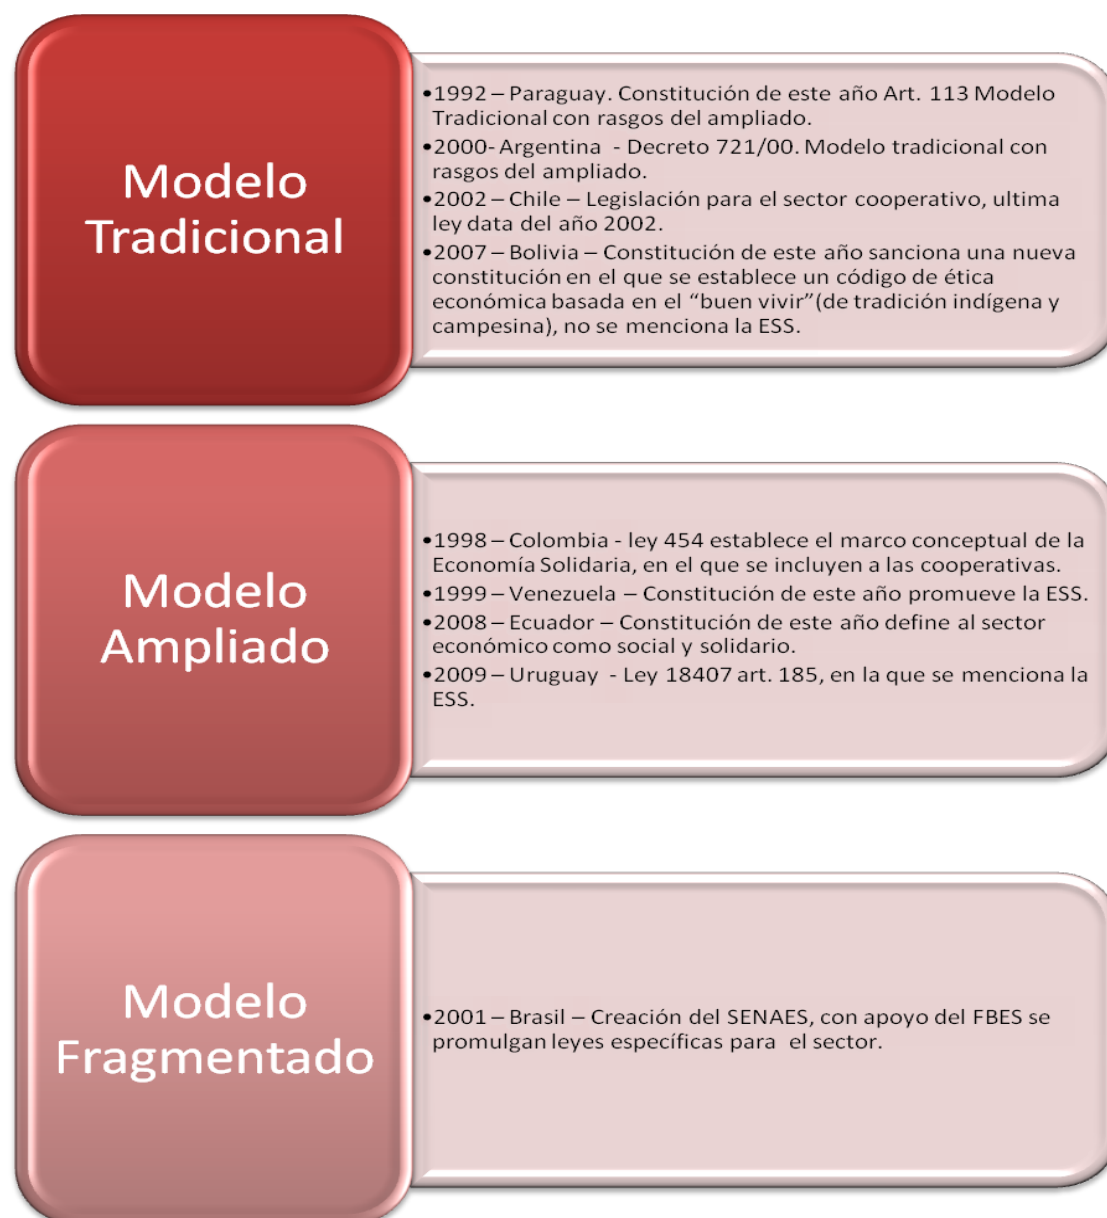 Modelo
Tradicional
•1992 – Paraguay. Constitución de este año Art. 113 Modelo
Tradicional con rasgos del ampliado.
•2000- Argentina - Decreto 721/00. Modelo tradicional con
rasgos del ampliado.
•2002 – Chile – Legislación para el sector cooperativo, ultima
ley data del año 2002.
•2007 – Bolivia – Constitución de este año sanciona una nueva
constitución en el que se establece un código de ética
económica basada en el “buen vivir”(de tradición indígena y
campesina), no se menciona la ESS.
Modelo
Ampliado
•1998 – Colombia - ley 454 establece el marco conceptual de la
Economía Solidaria, en el que se incluyen a las cooperativas.
•1999 – Venezuela – Constitución de este año promueve la ESS.
•2008 – Ecuador – Constitución de este año define al sector
económico como social y solidario.
•2009 – Uruguay - Ley 18407 art. 185, en la que se menciona la
ESS.
Modelo
Fragmentado
•2001 – Brasil – Creación del SENAES, con apoyo del FBES se
promulgan leyes específicas para el sector.